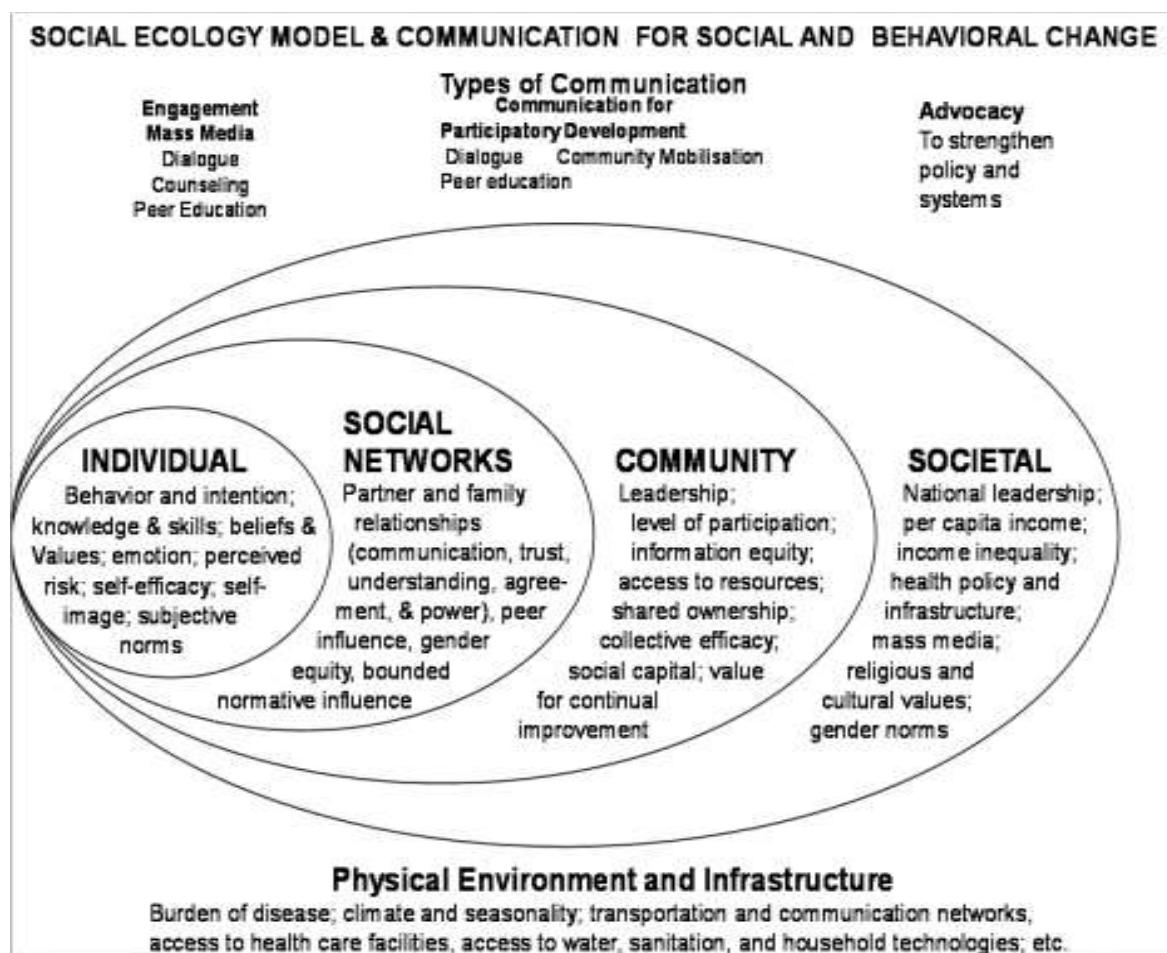 SOCIAL ECOLOGY MODEL & COMMUNICATION FOR SOCIAL AND BEHAVIORAL CHANGE
Types of Communication
Engagement
Mass Media
Dialogue
Counseling
Peer Education
Communication for
Participatory Development
Dialogue Community Mobilisation
Peer education
Advocacy
To strengthen
policy and
systems
INDIVIDUAL
Behavior and intention;
knowledge & skills; beliefs &
Values; emotion; perceived
risk; self-efficacy; self-
image; subjective
norms
SOCIAL
NETWORKS
Partner and family
relationships
(communication, trust,
understanding, agree-
ment, & power}, peer
influence, gender
equity, bounded
normative influence
COMMUNITY
Leadership;
level of participation;
information equity;
access to resources;
shared ownership;
collective efficacy;
social capital; value
for continual
improvement
SOCIETAL
National leadership;
per capita income;
income inequality;
health policy and
infrastructure;
mass media;
religious and
cultural values;
gender norms
Physical Environment and Infrastructure
Burden of disease; climate and seasonality; transportation and communication networks,
access to health care facilities, access to water, sanitation, and household technologies; etc.